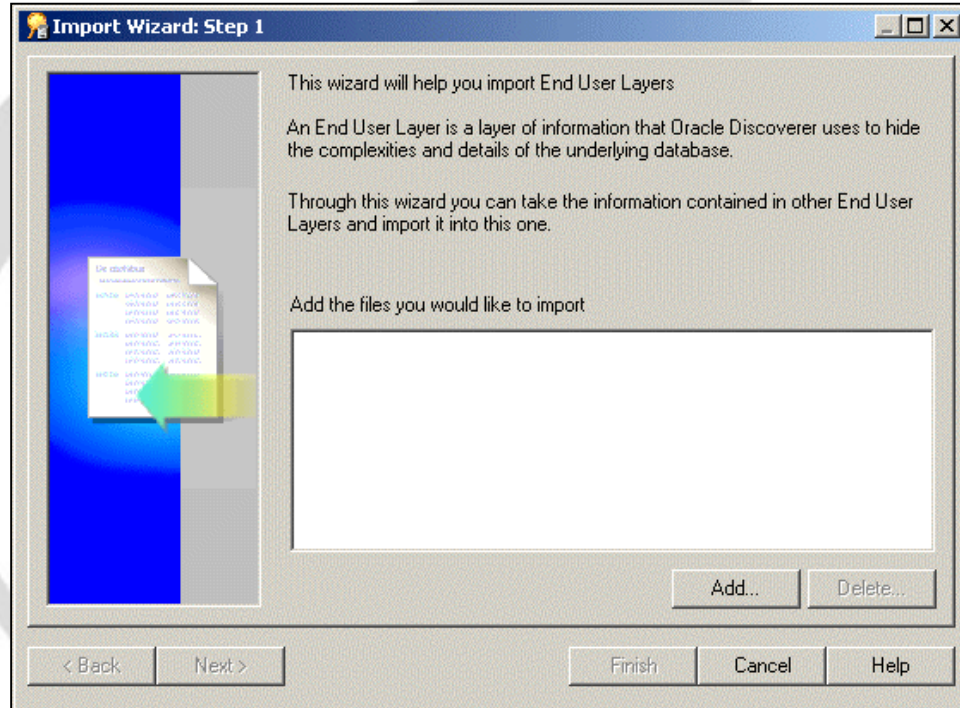 Import Wizard: Step 1
This wizard will help you import End User Layers
An End User Layer is a layer of information that Oracle Discoverer uses to hide
the complexities and details of the underlying database.
Through this wizard you can take the information contained in other End User
Layers and import it into this one.
Add the files you would like to import
Add...
Delete...
< Back
Next >
Finish
Cancel
Help